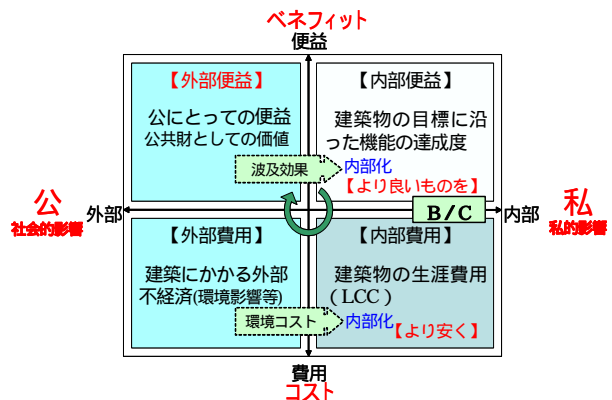 ベネフィット
便益
【外部便益】
公にとっての便益
公共財としての価値
【内部便益】
建築物の目標に沿
った機能の達成度
波及効果
内部化
【より良いものを】
公
社会的影響
外部
B/C
内部
私
私的影響
【外部費用】
建築にかかる外部
不経済(環境影響等)
【内部費用】
建築物の生涯費用
(LCC)
環境コスト
内部化
【より安く】
費用
コスト